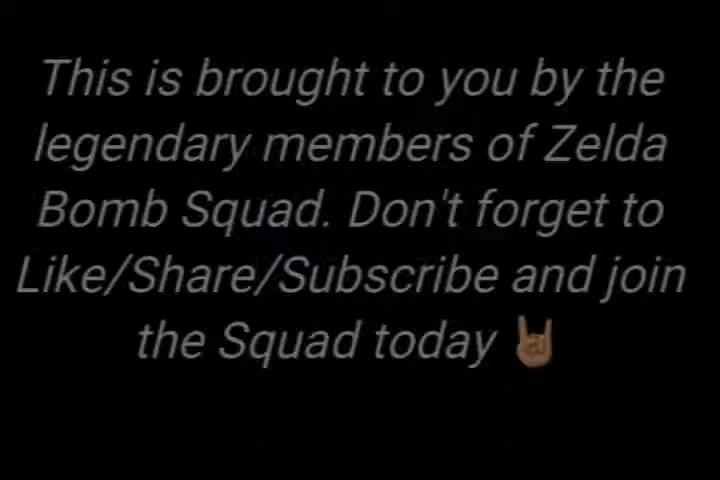 This is brought to you by the
legendary members of Zelda
Bomb Squad. Don't forget to
Like/Share/Subscribe and join
the Squad today 🤘🏾